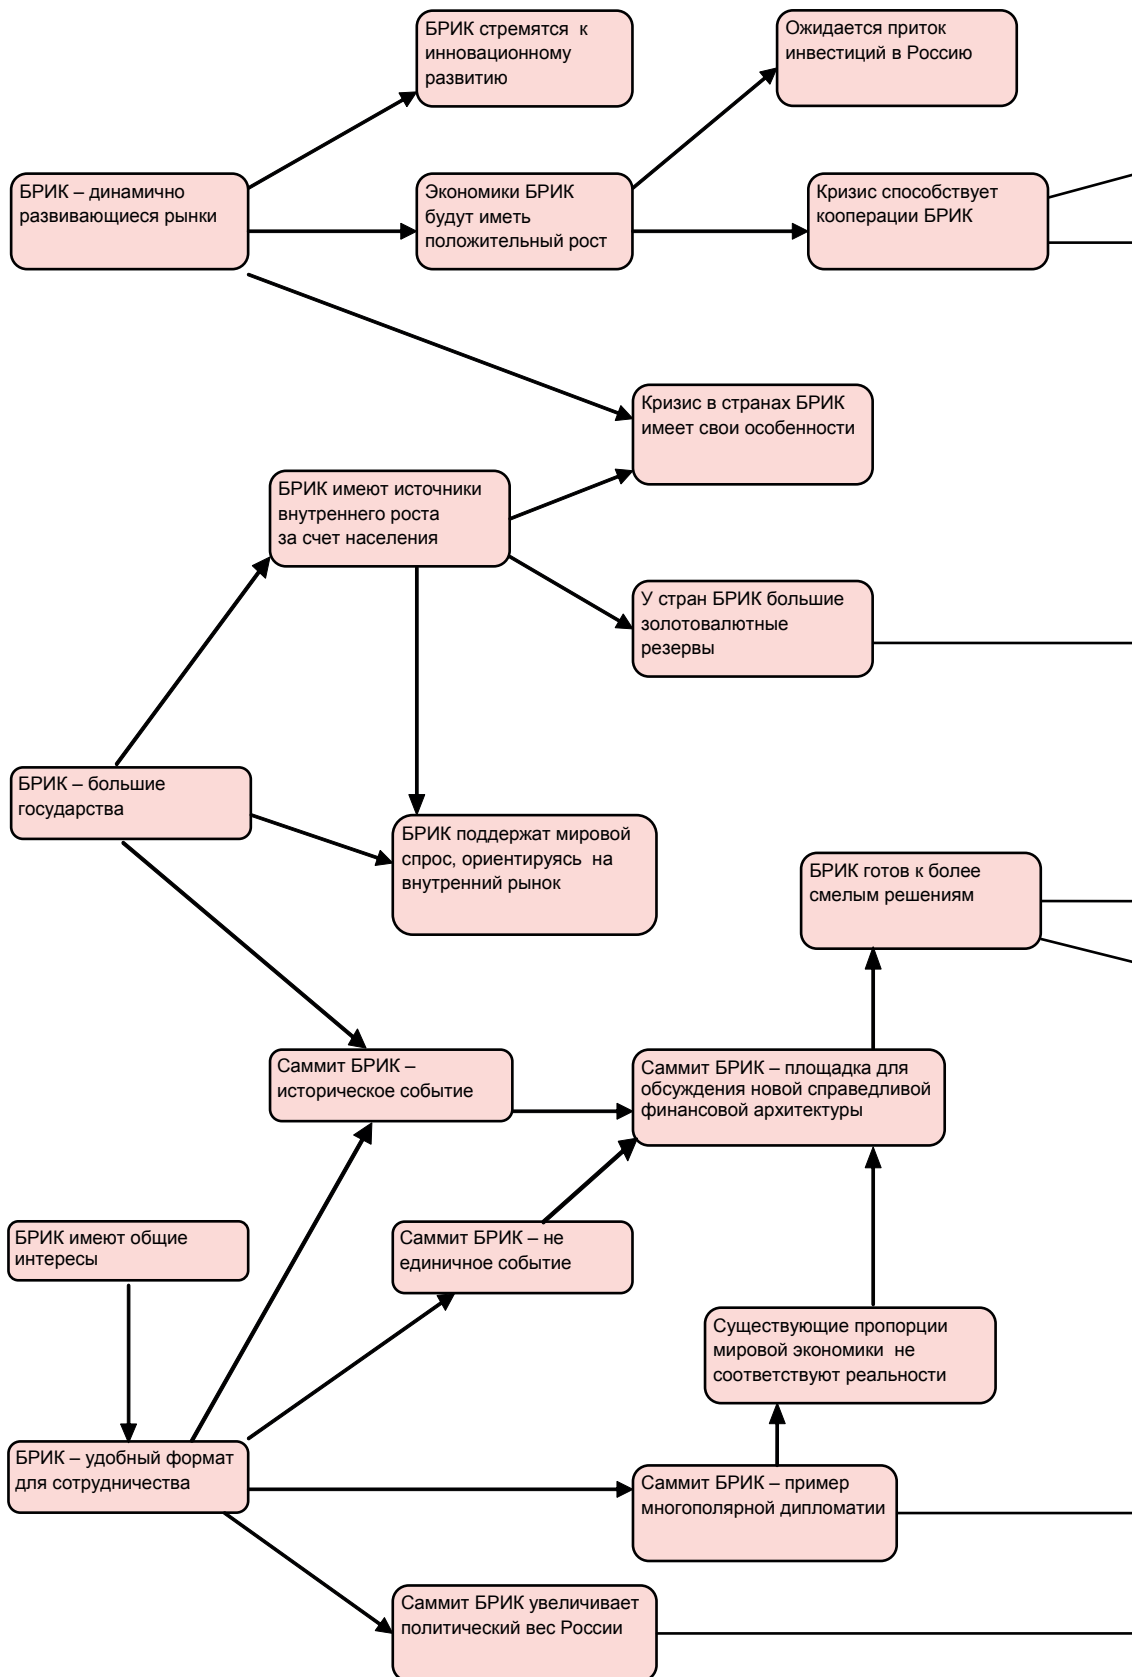 БРИК стремятся к
инновационному
развитию
Ожидается приток
инвестиций в Россию
БРИК – динамично
развивающиеся рынки
Экономики БРИК
будут иметь
положительный рост
Кризис способствует
кооперации БРИК
Кризис в странах БРИК
имеет свои особенности
БРИК имеют источники
внутреннего роста
за счет населения
У стран БРИК большие
золотовалютные
резервы
БРИК – большие
государства
БРИК поддержат мировой
спрос, ориентируясь на
внутренний рынок
БРИК готов к более
смелым решениям
Саммит БРИК –
историческое событие
Саммит БРИК – площадка для
обсуждения новой справедливой
финансовой архитектуры
БРИК имеют общие
интересы
Саммит БРИК – не
единичное событие
Существующие пропорции
мировой экономики не
соответствуют реальности
БРИК – удобный формат
для сотрудничества
Саммит БРИК – пример
многополярной дипломатии
Саммит БРИК увеличивает
политический вес России